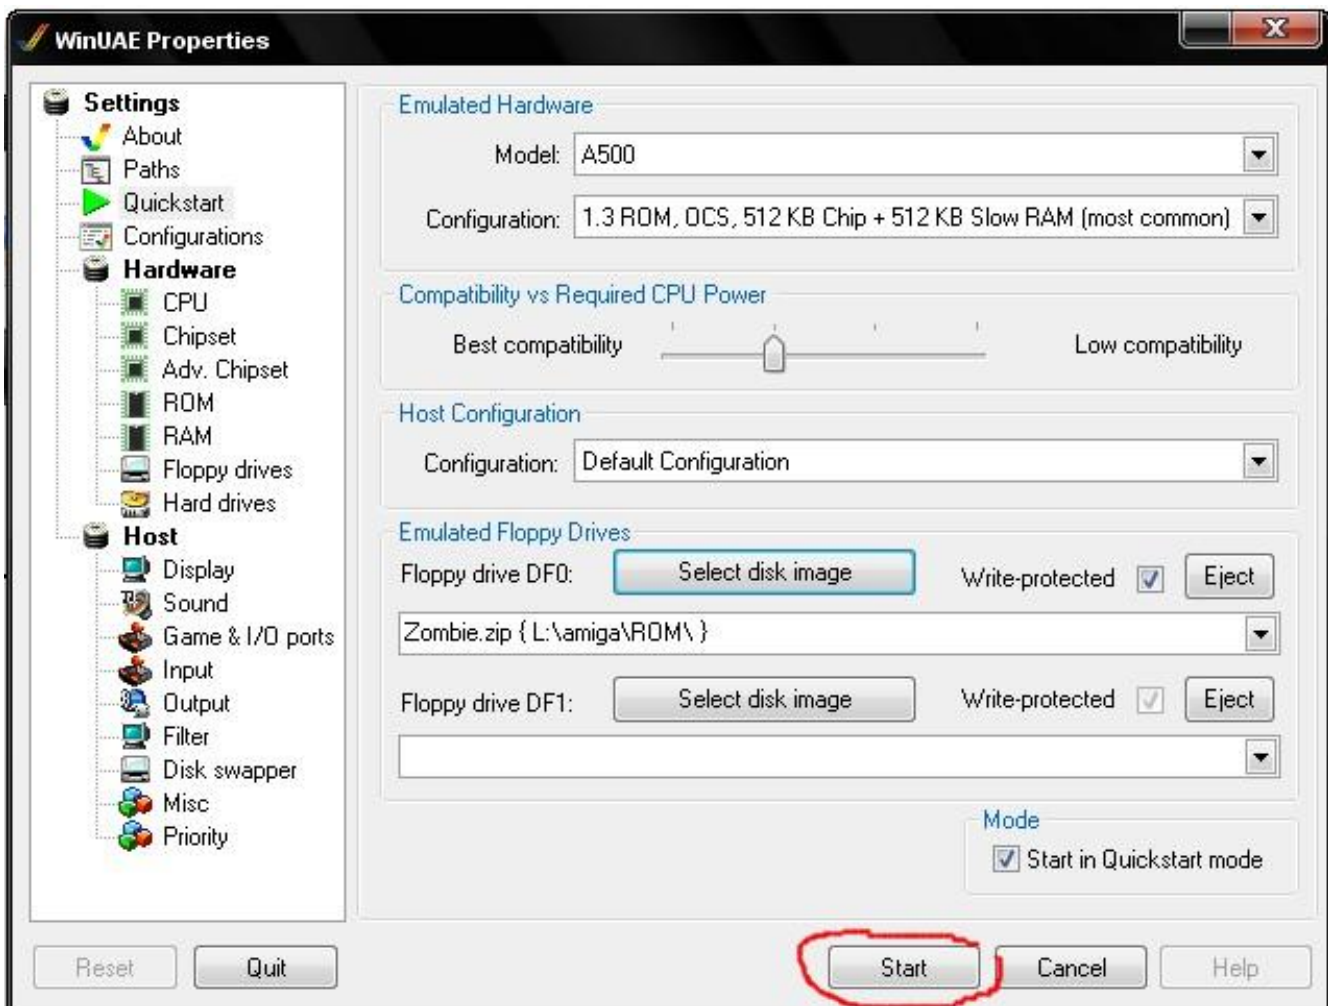 WinUAE Properties
Settings
About
Paths
Quickstart
Configurations
Hardware
CPU
Chipset
Adv. Chipset
ROM
RAM
Floppy drives
Hard drives
Host
Display
Sound
Game & I/O ports
Input
Output
Filter
Disk swapper
Misc
Priority
Emulated Hardware
Model: A500
Configuration: 1.3 ROM, OCS, 512 KB Chip + 512 KB Slow RAM (most common)
Compatibility vs Required CPU Power
Best compatibility Low compatibility
Host Configuration
Configuration: Default Configuration
Emulated Floppy Drives
Floppy drive DF0: Select disk image Write-protected Eject
Zombie.zip { L:\amiga\ROM\ }
Floppy drive DF1: Select disk image Write-protected Eject
Mode
Start in Quickstart mode
Reset Quit Start Cancel Help